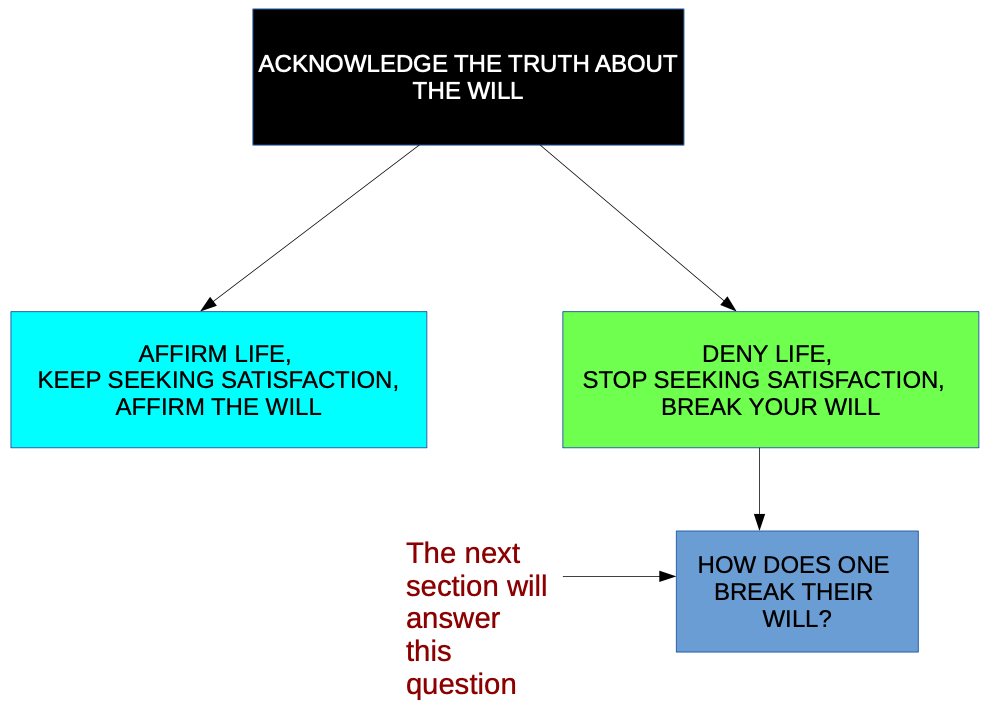 ACKNOWLEDGE THE TRUTH ABOUT
THE WILL
AFFIRM LIFE,
KEEP SEEKING SATISFACTION,
AFFIRM THE WILL
DENY LIFE,
STOP SEEKING SATISFACTION,
BREAK YOUR WILL
The next
section will
answer
this
question
HOW DOES ONE
BREAK THEIR
WILL?